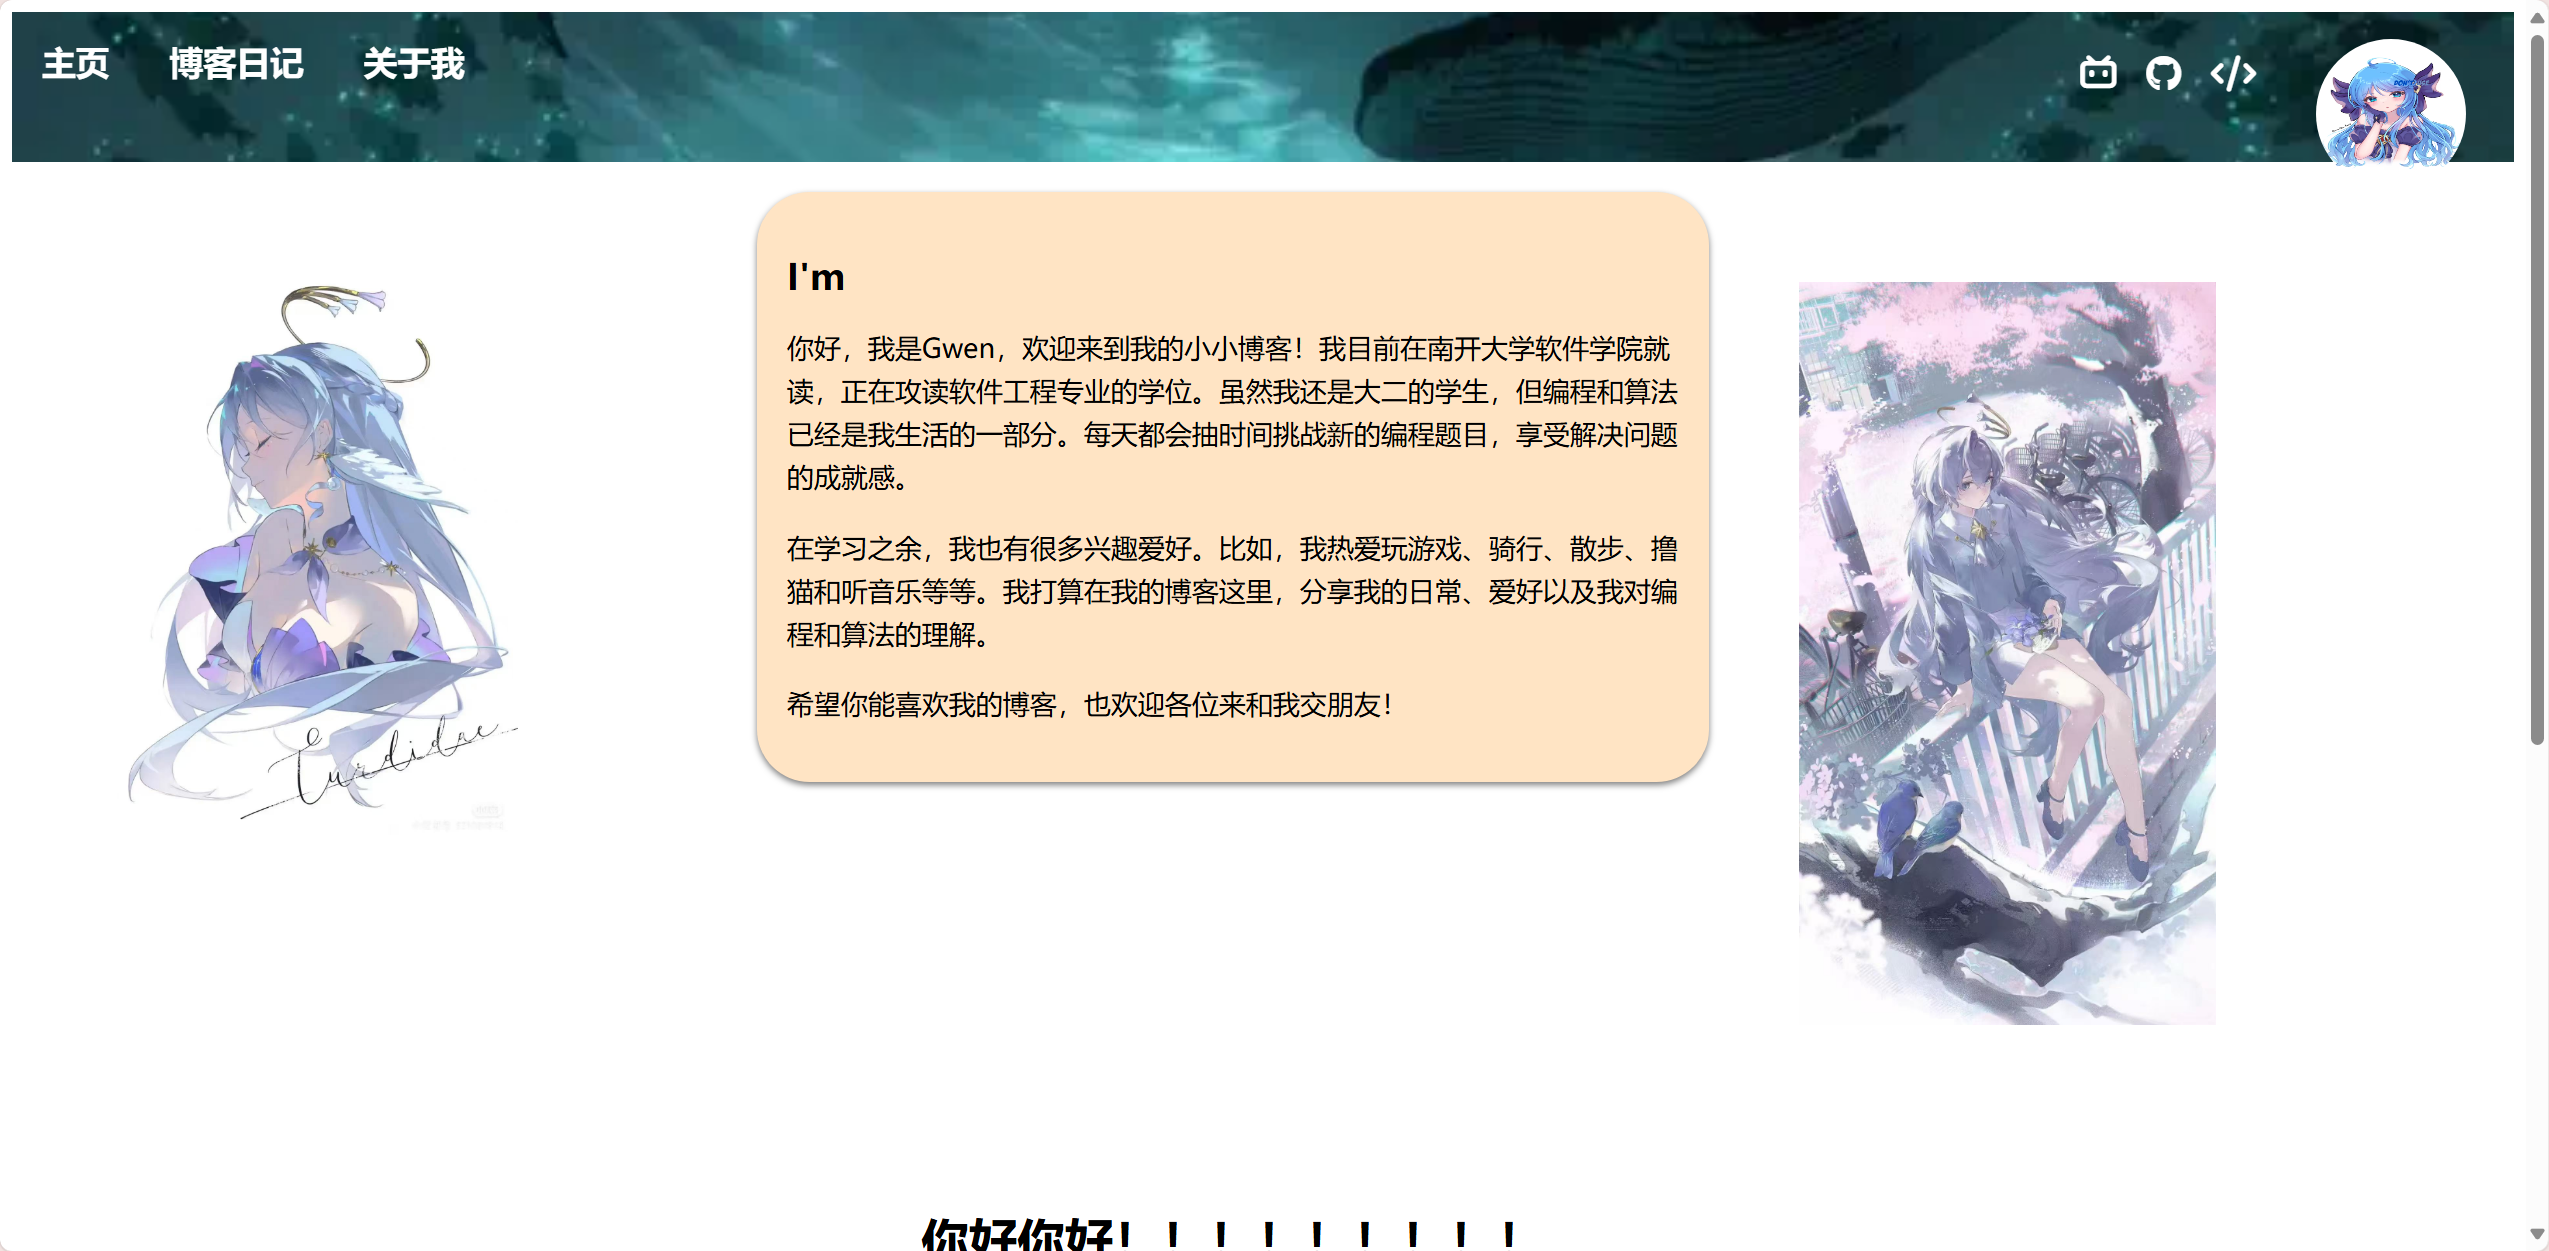 主页 博客日记 关于我
I'm
你好，我是Gwen，欢迎来到我的小小博客！我目前在南开大学软件学院就
读，正在攻读软件工程专业的学位。虽然我还是大二的学生，但编程和算法
已经是我生活的一部分。每天都会抽时间挑战新的编程题目，享受解决问题
的成就感。
在学习之余，我也有很多兴趣爱好。比如，我热爱玩游戏、骑行、散步、撸
猫和听音乐等等。我打算在我的博客这里，分享我的日常、爱好以及我对编
程和算法的理解。
希望你能喜欢我的博客，也欢迎各位来和我交朋友！
Turdidae
你好你好！！！！！！！！！